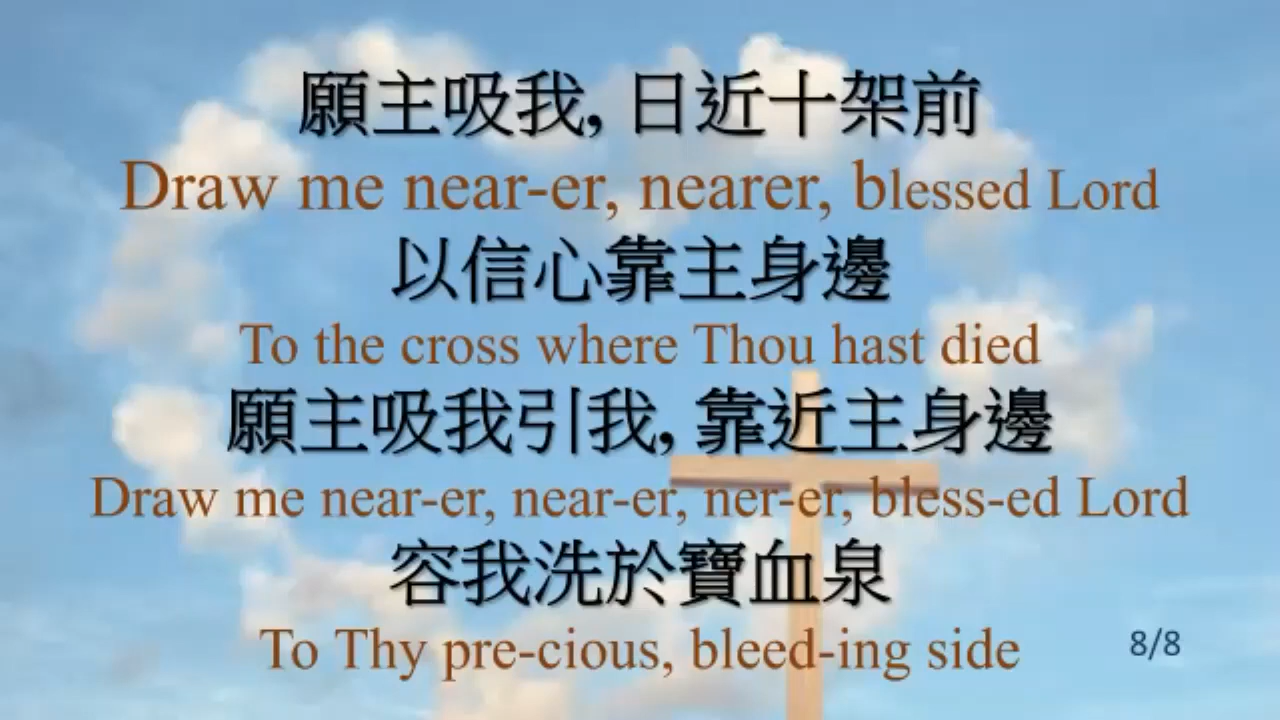 願主吸我, 日近十架前
Draw me near-er, nearer, blessed Lord
以信心靠主身邊
To the cross where Thou hast died
願主吸我引我, 靠近主身邊
Draw me near-er, near-er, ner-er, bless-ed Lord
容我洗於寶血泉
To Thy pre-cious, bleed-ing side
8/8